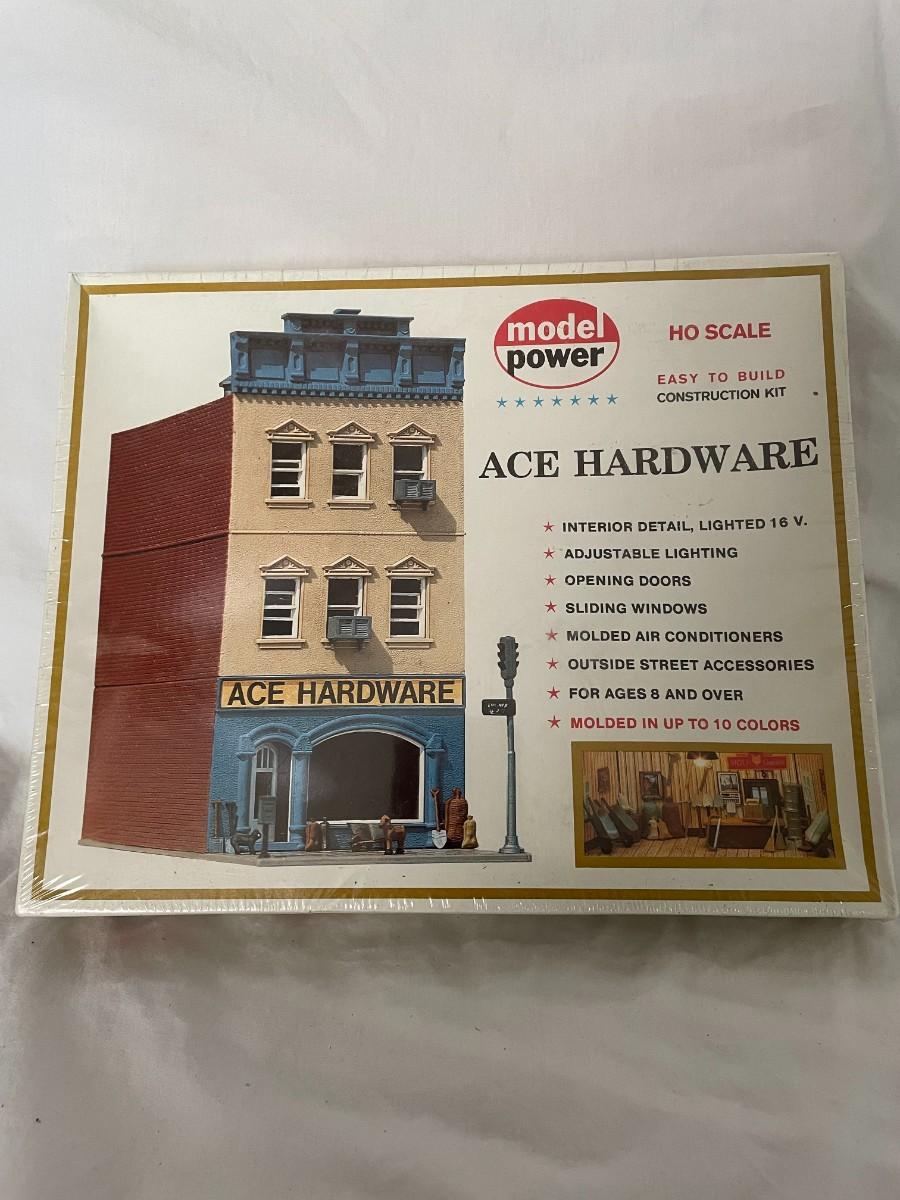 model
power
HO SCALE
EASY TO BUILD
CONSTRUCTION KIT
ACE HARDWARE
INTERIOR DETAIL, LIGHTED 16 V.
ADJUSTABLE LIGHTING
OPENING DOORS
SLIDING WINDOWS
MOLDED AIR CONDITIONERS
OUTSIDE STREET ACCESSORIES
FOR AGES 8 AND OVER
MOLDED IN UP TO 10 COLORS
ACE HARDWARE